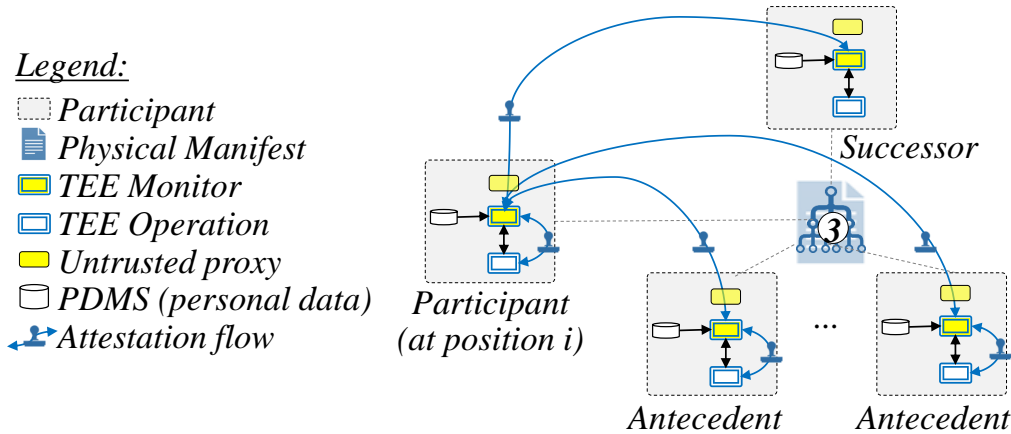 Legend:
Participant
Physical Manifest
TEE Monitor
TEE Operation
Untrusted proxy
PDMS (personal data)
Attestation flow
Successor
3
Participant
(at position i)
...
Antecedent
Antecedent